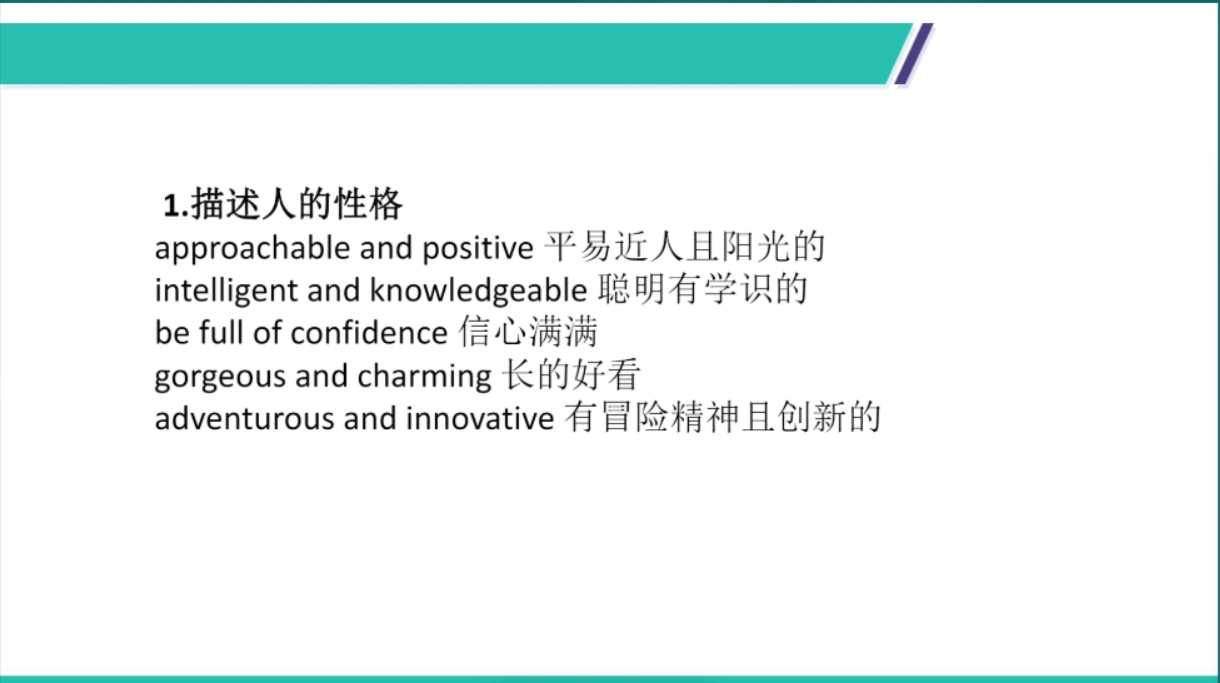 1.描述人的性格
approachable and positive 平易近人且阳光的
intelligent and knowledgeable 聪明有学识的
be full of confidence 信心满满
gorgeous and charming 长的好看
adventurous and innovative 有冒险精神且创新的